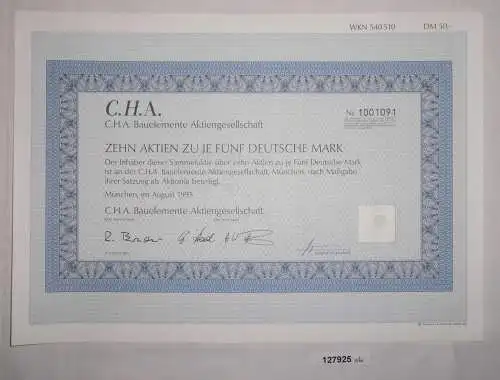 WKN 540510 DM 50,-
C.H.A.
C.H.A. Bauelemente Aktiengesellschaft
№ 1001091
ZEHN AKTIEN ZU JE FÜNF DEUTSCHE MARK
Der Inhaber dieser Sammelaktie über zehn Aktien zu je Fünf Deutsche Mark
ist an der C.H.A. Bauelemente Aktiengesellschaft, München, nach Maßgabe
ihrer Satzung als Aktionär beteiligt.
München, im August 1995
C.H.A. Bauelemente Aktiengesellschaft
127925